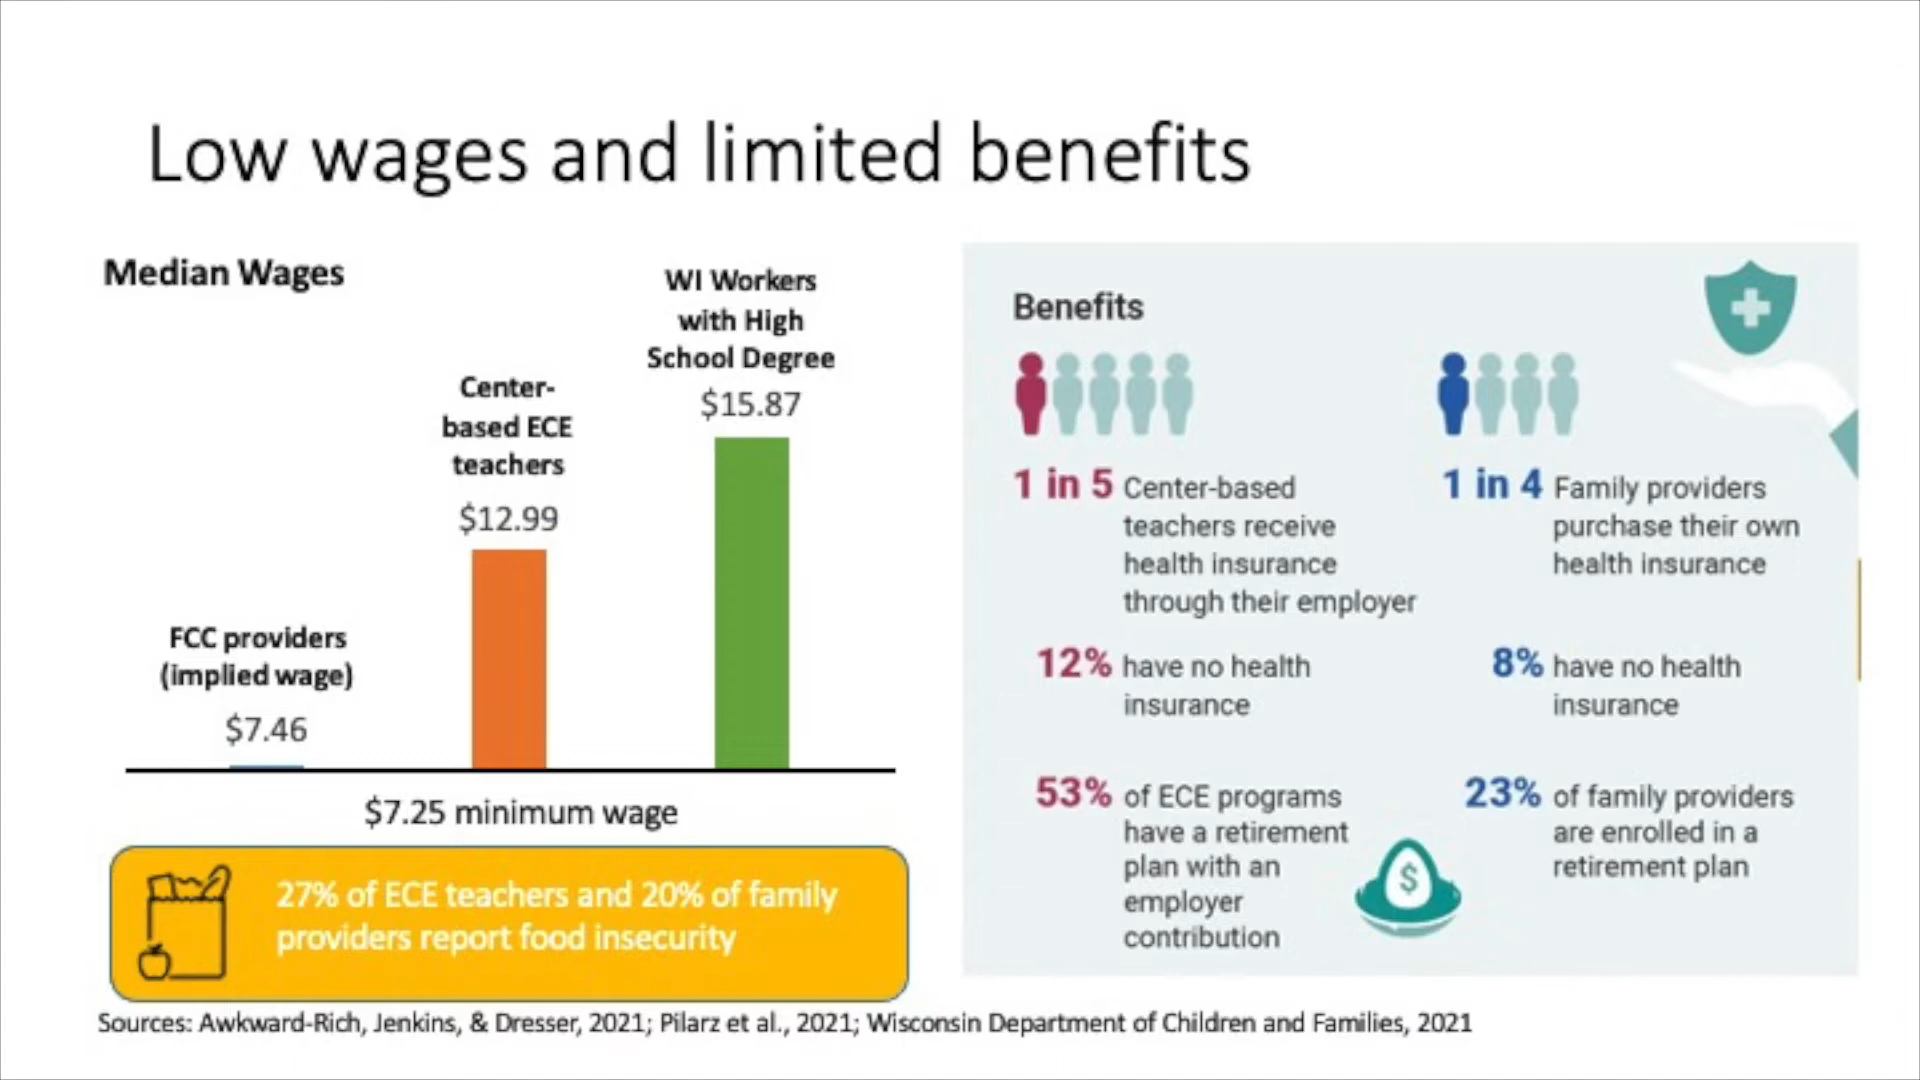 Low wages and limited benefits
Median Wages
FCC providers
(implied wage)
$7.46
Center-
based ECE
teachers
$12.99
WI Workers
with High
School Degree
$15.87
$7.25 minimum wage
27% of ECE teachers and 20% of family
providers report food insecurity
Benefits
1 in 5 Center-based
teachers receive
health insurance
through their employer
12% have no health
insurance
53% of ECE programs
have a retirement
plan with an
employer
contribution
$
1 in 4 Family providers
purchase their own
health insurance
8% have no health
insurance
23% of family providers
are enrolled in a
retirement plan
Sources: Awkward-Rich, Jenkins, & Dresser, 2021; Pilarz et al., 2021; Wisconsin Department of Children and Families, 2021